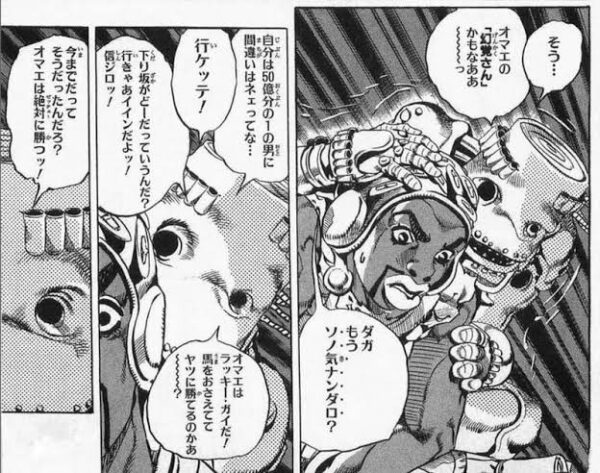 そう…
オマエの
「幻覚さん」
かもなああ
〜〜〜
ダガ
もう
ソノ気ナンダロ?
自分は50億分の1の男に
間違いはネェってな…
行ケッテ!
下り坂がどーだっていうんだ?
行きゃあイインだよッ!
信ジロッ!
オマエは
ラッキー・ガイだ!
馬をおさえてて
ヤツに勝てるのかあ
〜〜〜?
今までだって
そうだったんだろ?
オマエは絶対に
勝つッ!